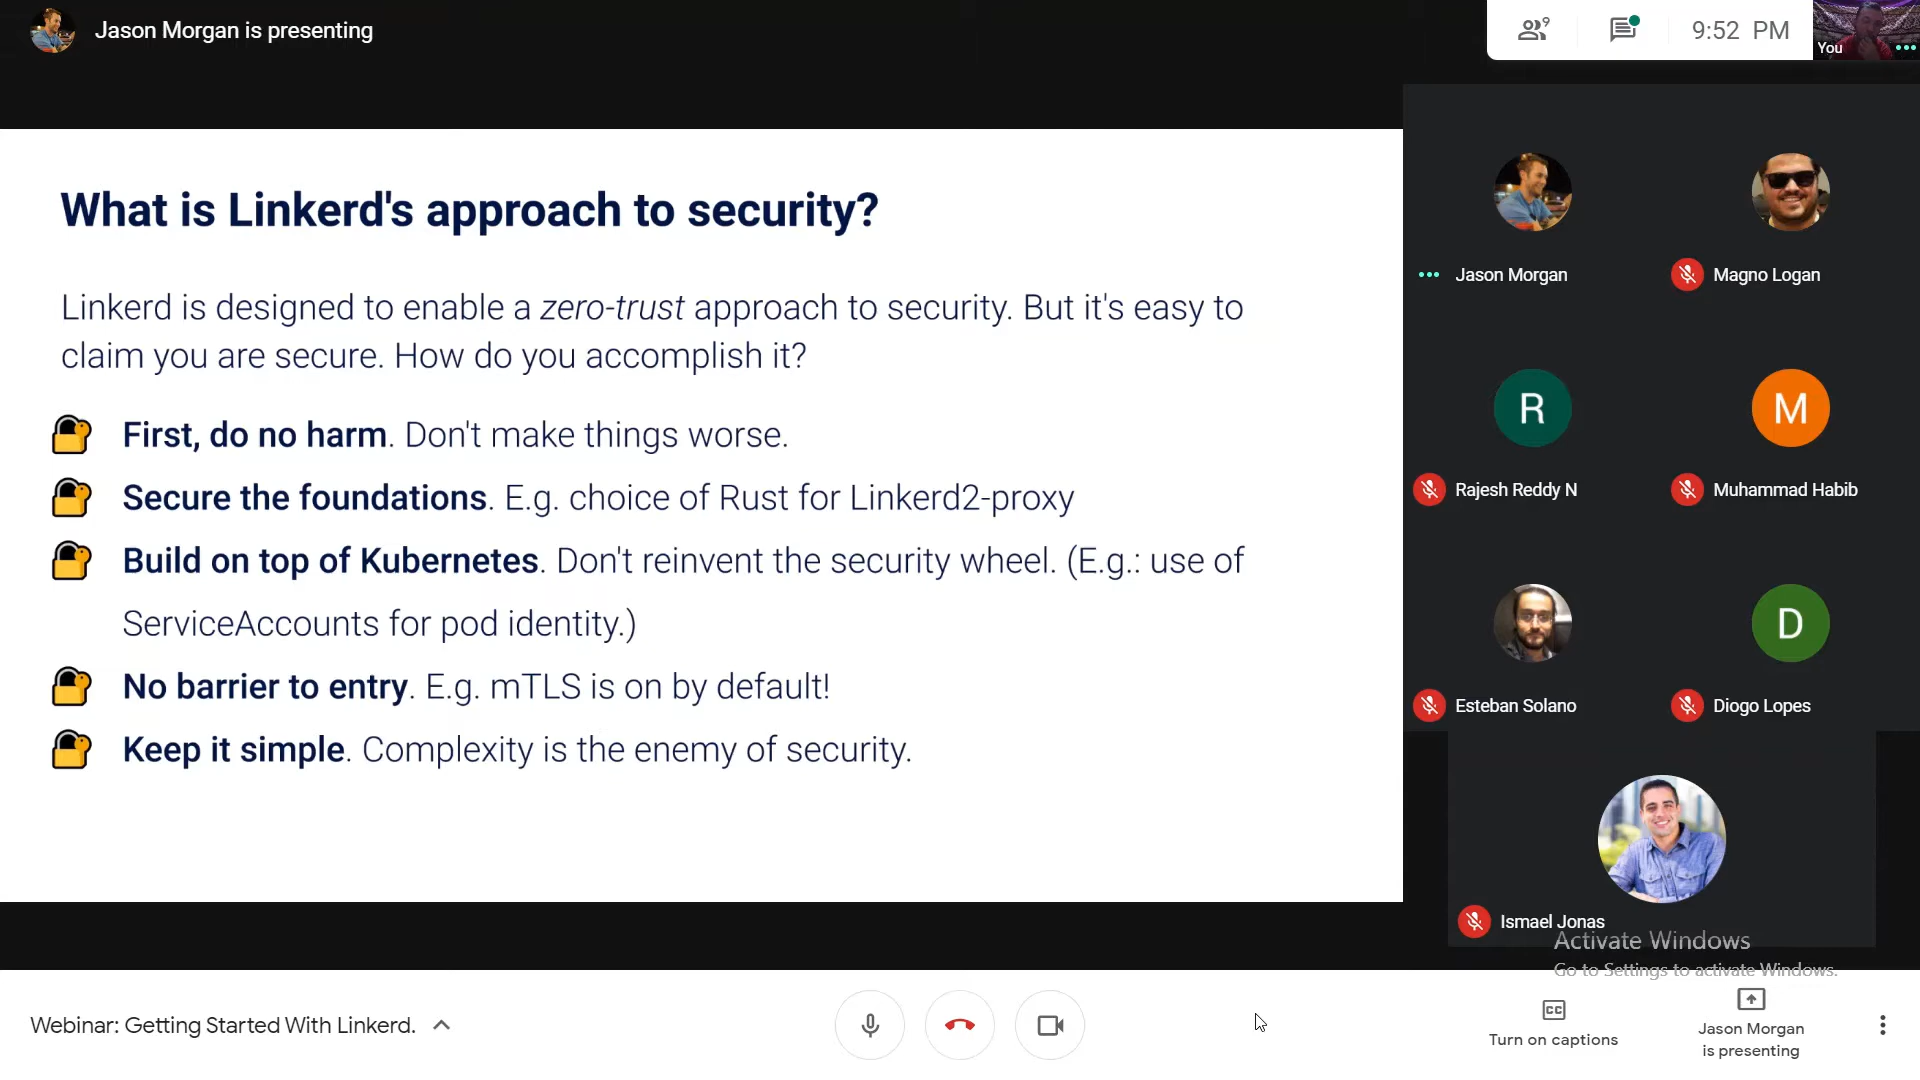 Jason Morgan is presenting
9
9:52 PM
You
What is Linkerd's approach to security?
Linkerd is designed to enable a zero-trust approach to security. But it's easy to
claim you are secure. How do you accomplish it?
First, do no harm. Don't make things worse.
Secure the foundations. E.g. choice of Rust for Linkerd2-proxy
Build on top of Kubernetes. Don't reinvent the security wheel. (E.g.: use of
ServiceAccounts for pod identity.)
No barrier to entry. E.g. mTLS is on by default!
Keep it simple. Complexity is the enemy of security.
Jason Morgan
Magno Logan
R
M
Rajesh Reddy N
Muhammad Habib
D
Esteban Solano
Diogo Lopes
Ismael Jonas
Activate Windows
Go to Settings to activate Windows.
Webinar: Getting Started With Linkerd.
CC
Turn on captions
Jason Morgan
is presenting